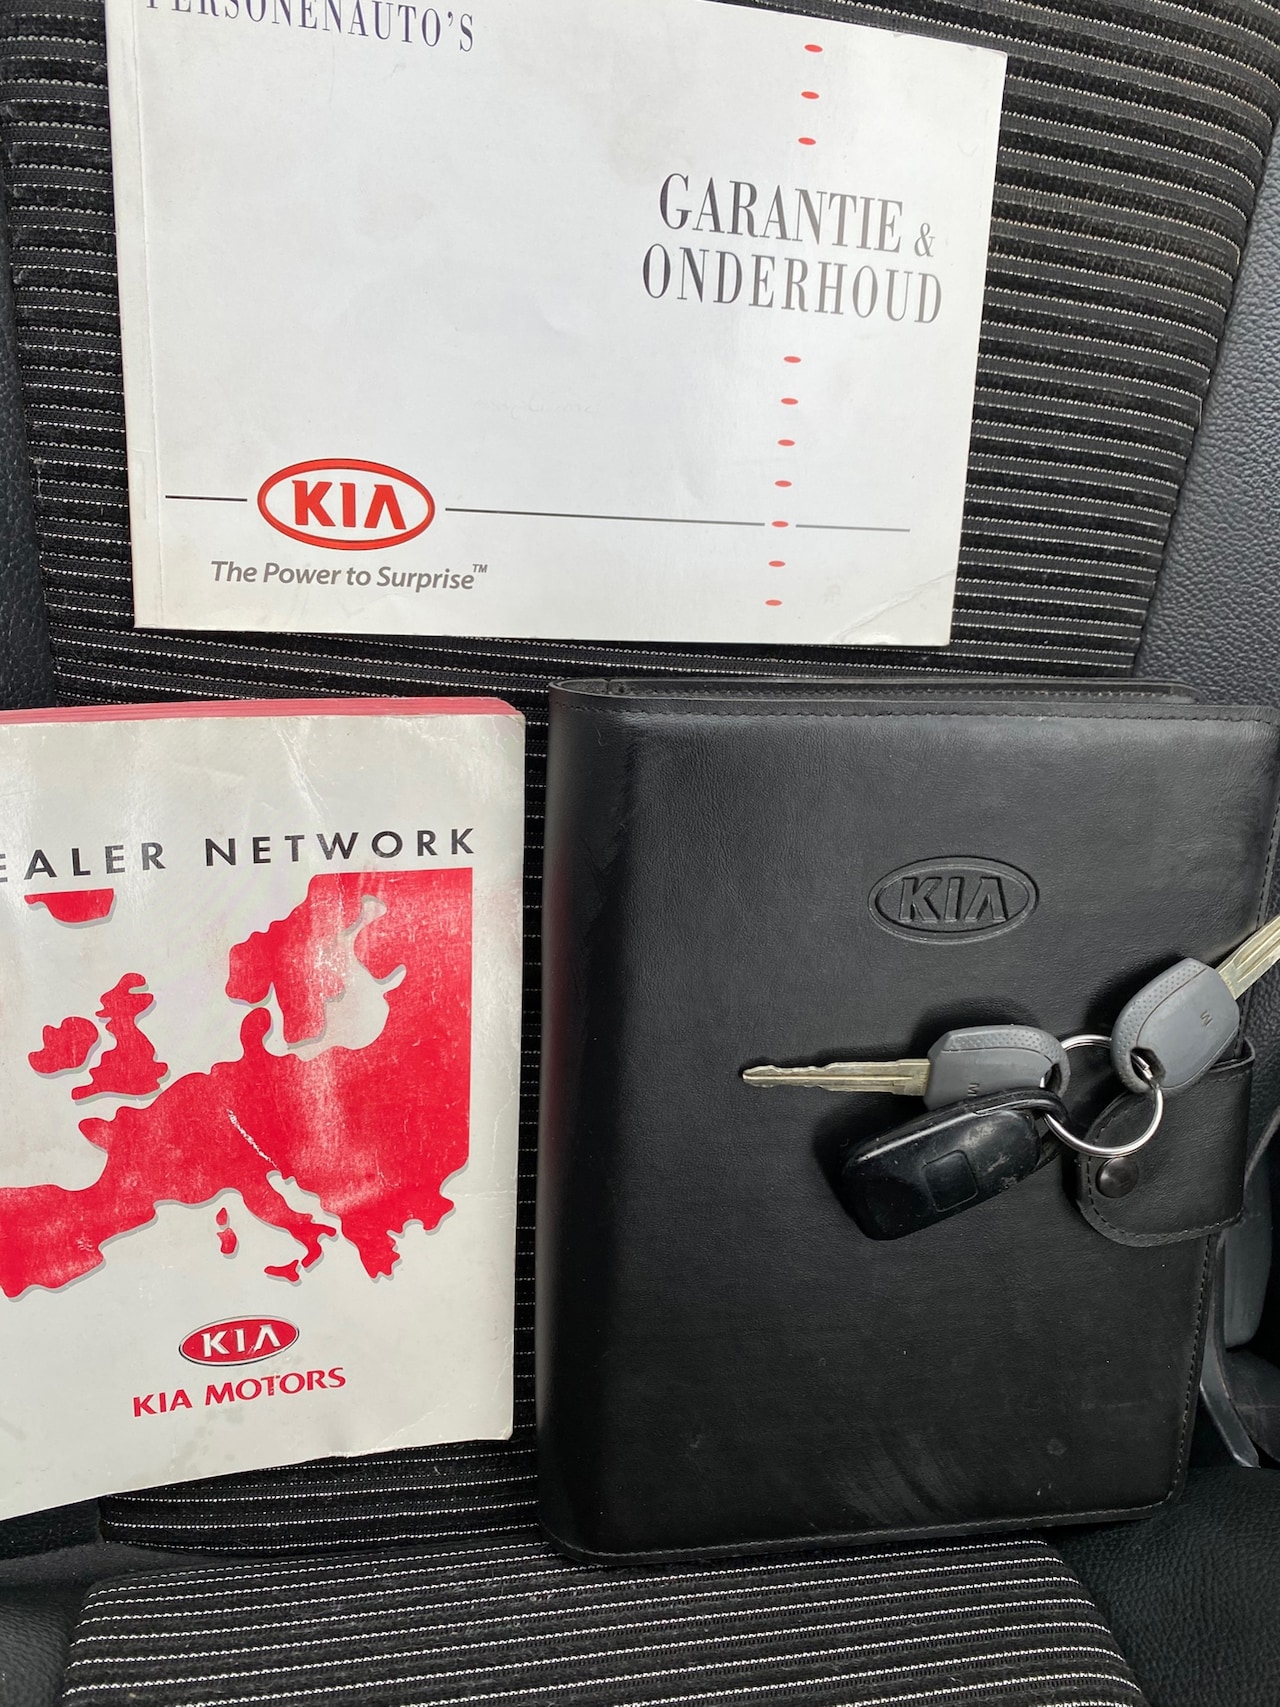 PERSONENAUTO'S
GARANTIE &
ONDERHOUD
KIA
The Power to Surprise™
EALER NETWORK
KIA
KIA MOTORS
KIA
M
M